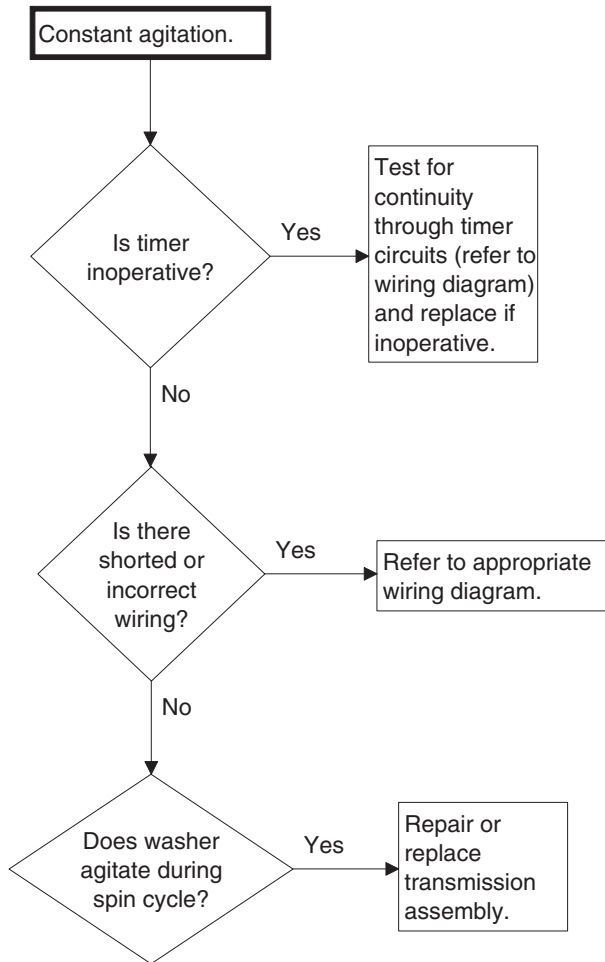 Constant agitation.
Is timer
inoperative?
Yes
Test for
continuity
through timer
circuits (refer to
wiring diagram)
and replace if
inoperative.
No
Is there
shorted or
incorrect
wiring?
Yes
Refer to appropriate
wiring diagram.
No
Does washer
agitate during
spin cycle?
Yes
Repair or
replace
transmission
assembly.